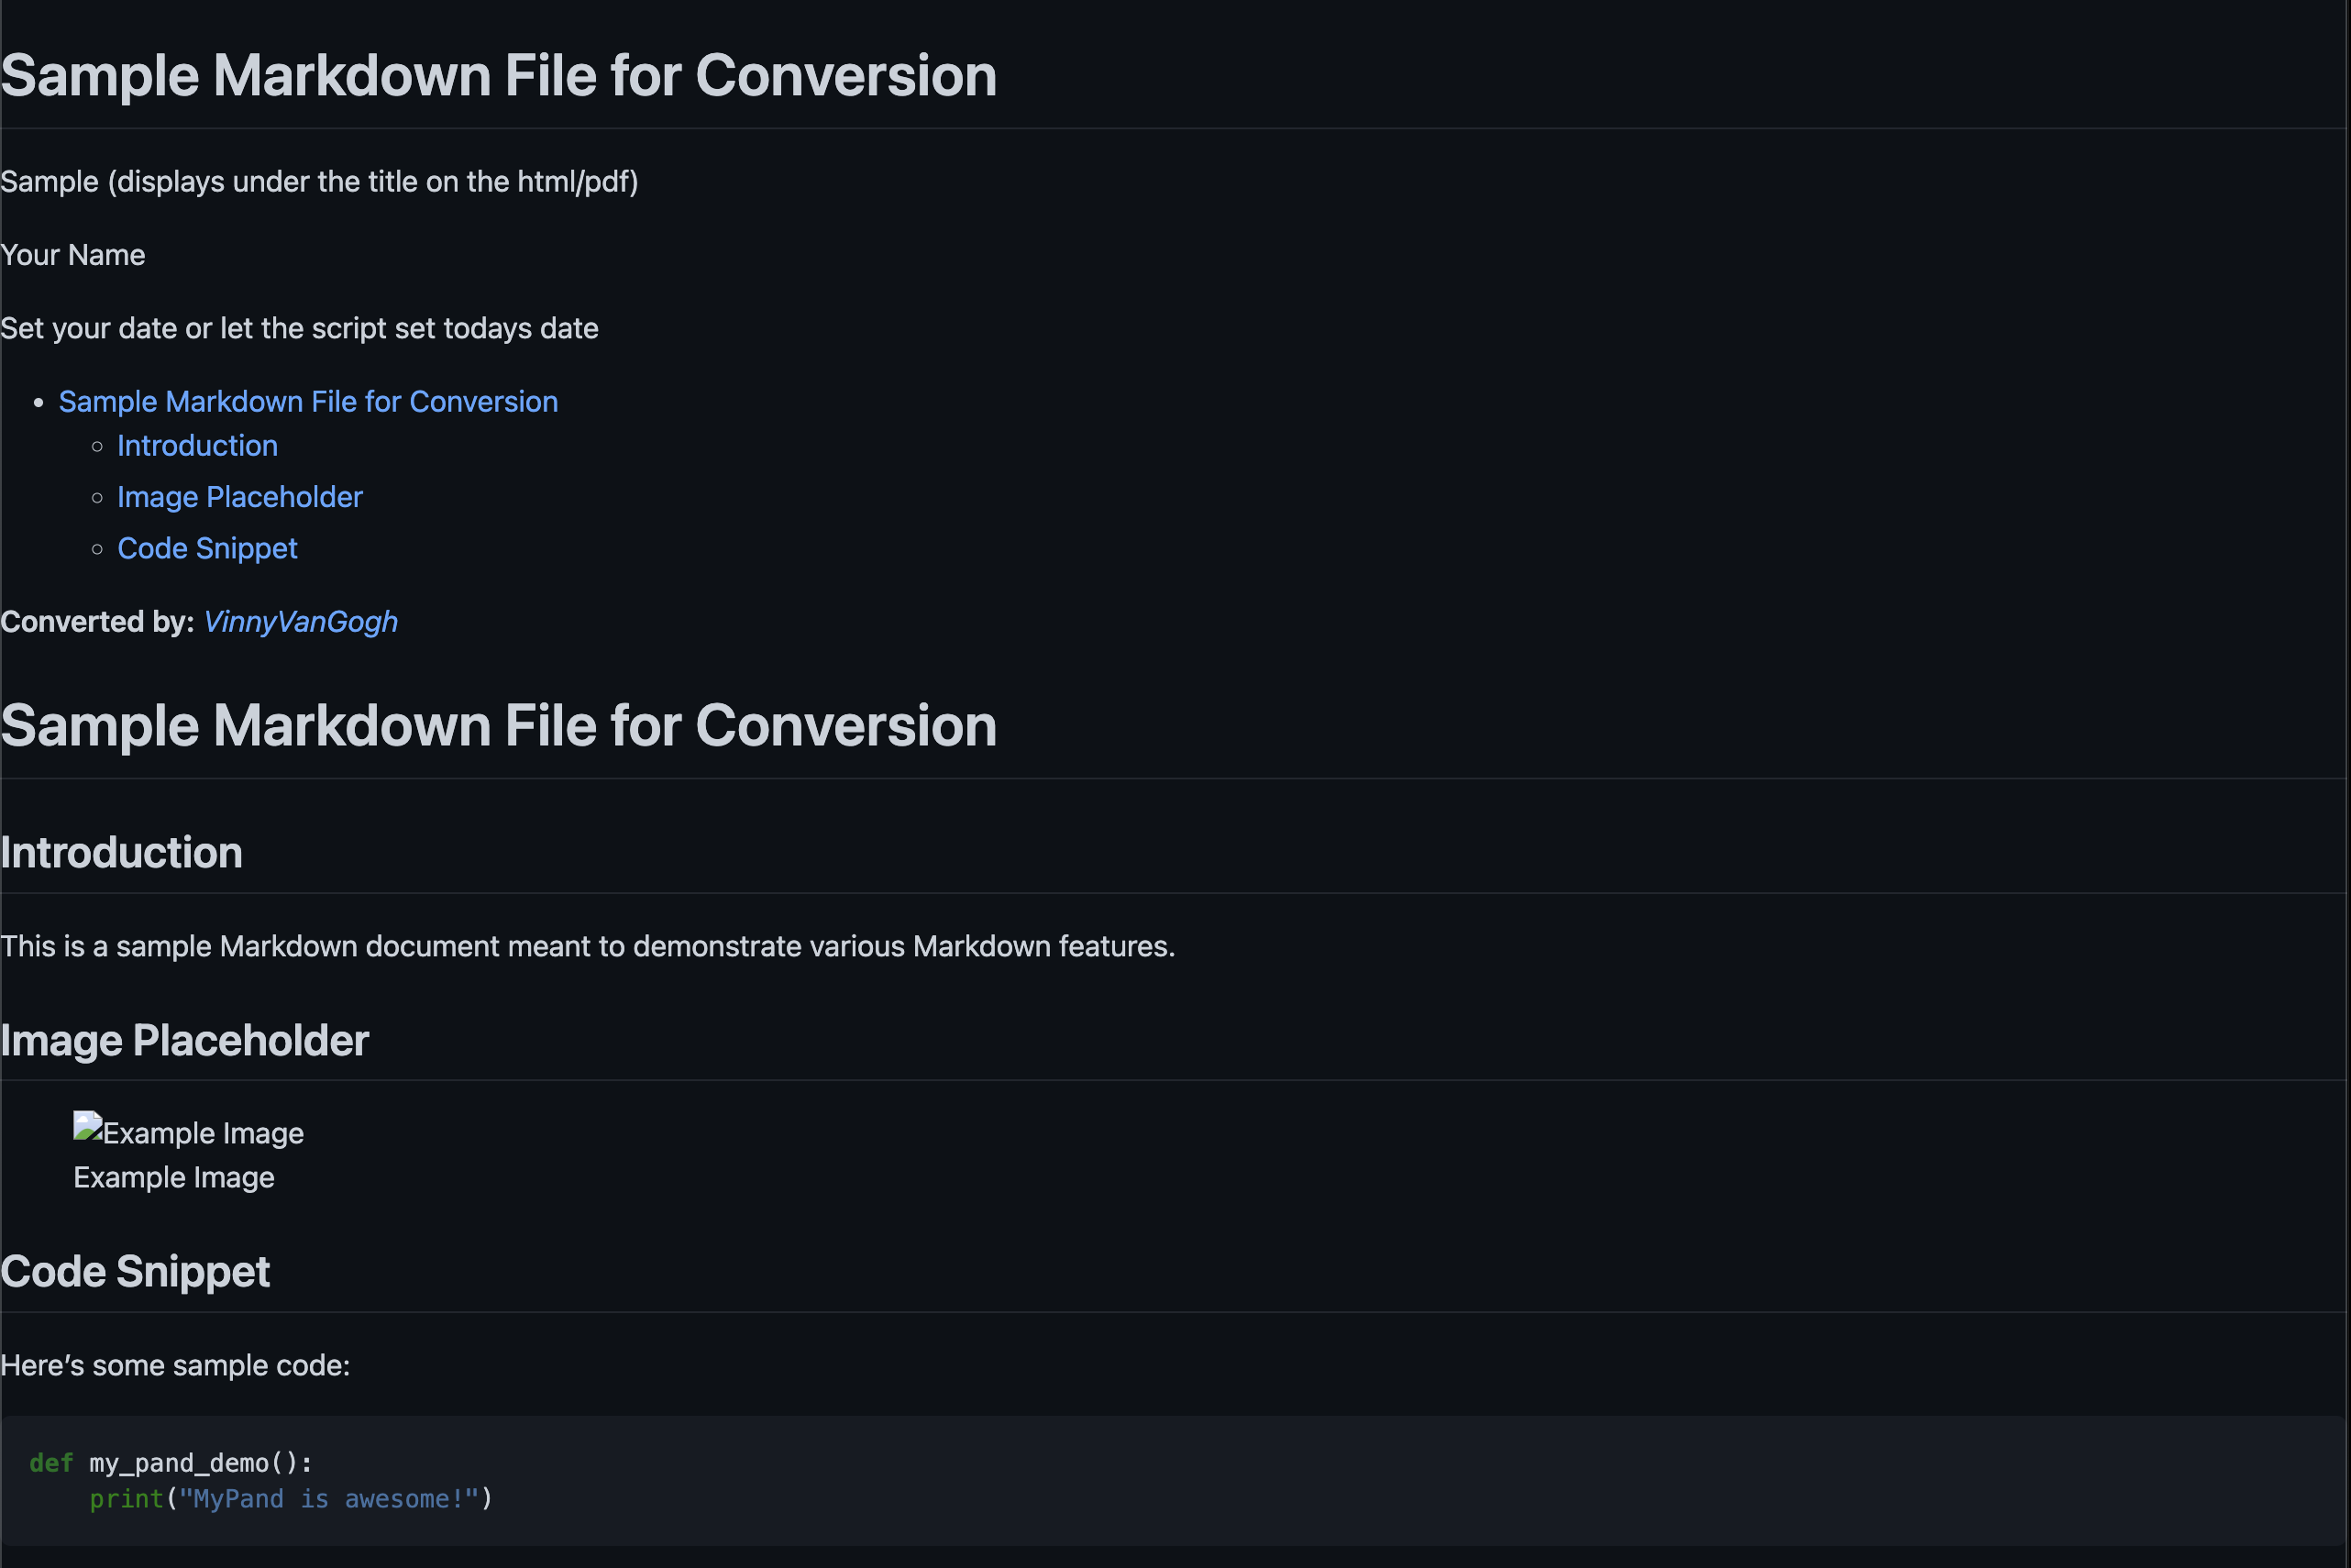 Sample Markdown File for Conversion
Sample (displays under the title on the html/pdf)
Your Name
Set your date or let the script set todays date
• Sample Markdown File for Conversion
◦ Introduction
◦ Image Placeholder
◦ Code Snippet
Converted by: VinnyVanGogh
Sample Markdown File for Conversion
Introduction
This is a sample Markdown document meant to demonstrate various Markdown features.
Image Placeholder
Example Image
Example Image
Code Snippet
Here’s some sample code:
def my_pand_demo():
    print("MyPand is awesome!")